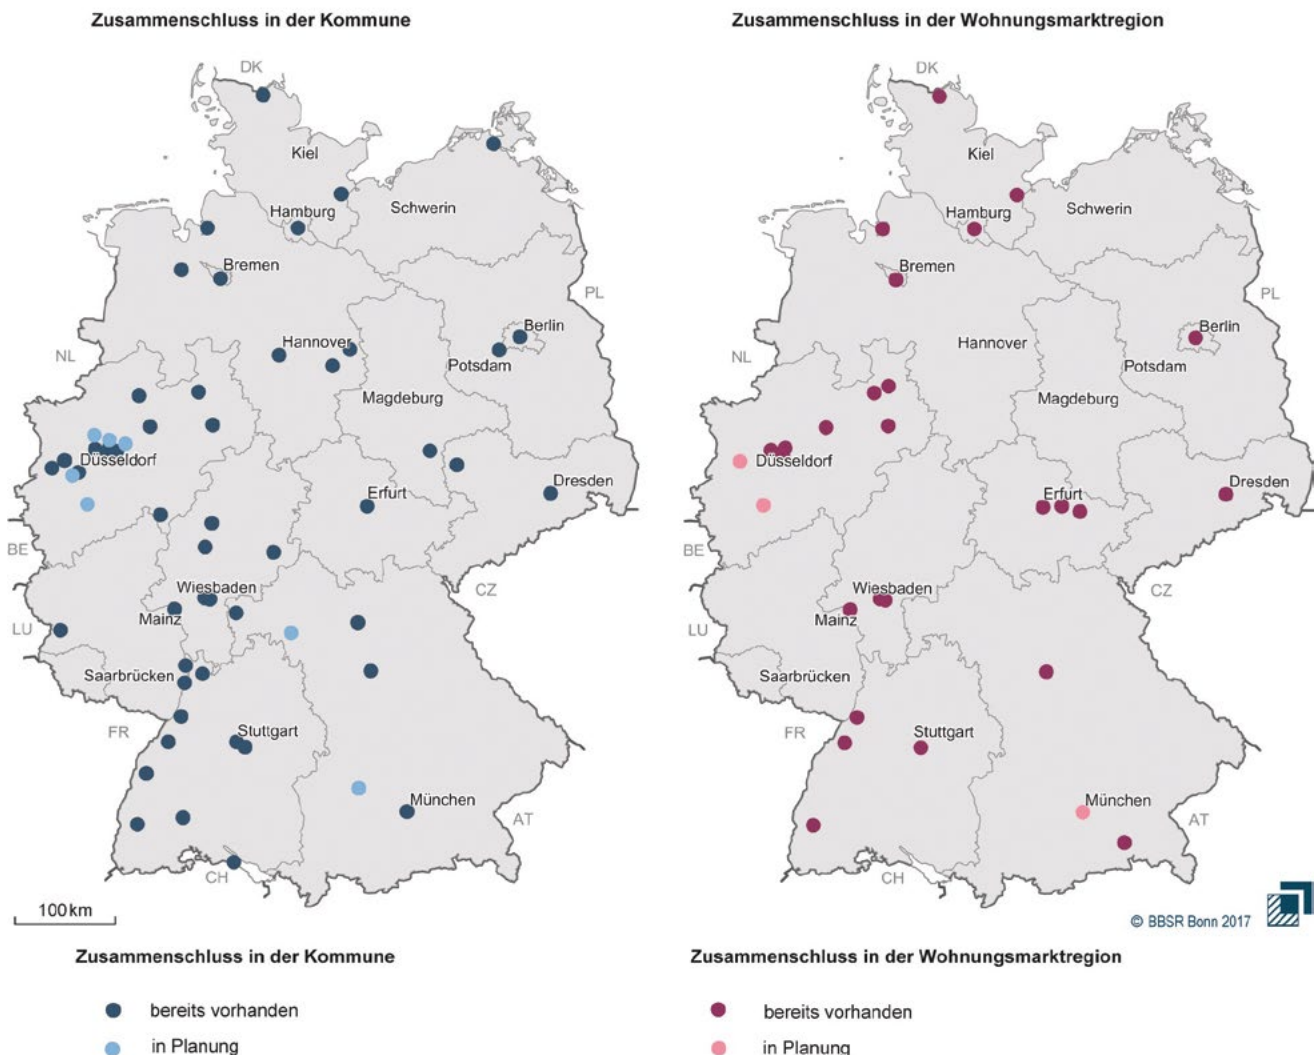 Zusammenschluss in der Kommune
Zusammenschluss in der Wohnungsmarktregion
DK
Kiel
Hamburg
Schwerin
Bremen
PL
Berlin
Hannover
NL
Potsdam
Magdeburg
Düsseldorf
Dresden
Erfurt
BE
CZ
Wiesbaden
Mainz
LU
Saarbrücken
FR
Stuttgart
München
AT
CH
100 km
DK
Kiel
Hamburg
Schwerin
Bremen
PL
Berlin
Hannover
NL
Potsdam
Magdeburg
Düsseldorf
Dresden
Erfurt
BE
CZ
Wiesbaden
Mainz
LU
Saarbrücken
FR
Stuttgart
München
AT
CH
© BBSR Bonn 2017
Zusammenschluss in der Kommune
bereits vorhanden
in Planung
Zusammenschluss in der Wohnungsmarktregion
bereits vorhanden
in Planung